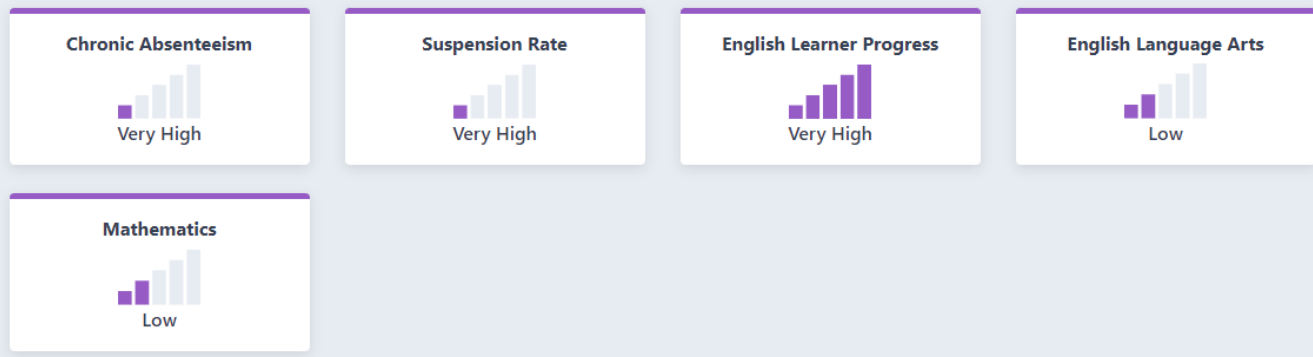 Chronic Absenteeism
Very High
Suspension Rate
Very High
English Learner Progress
Very High
English Language Arts
Low
Mathematics
Low